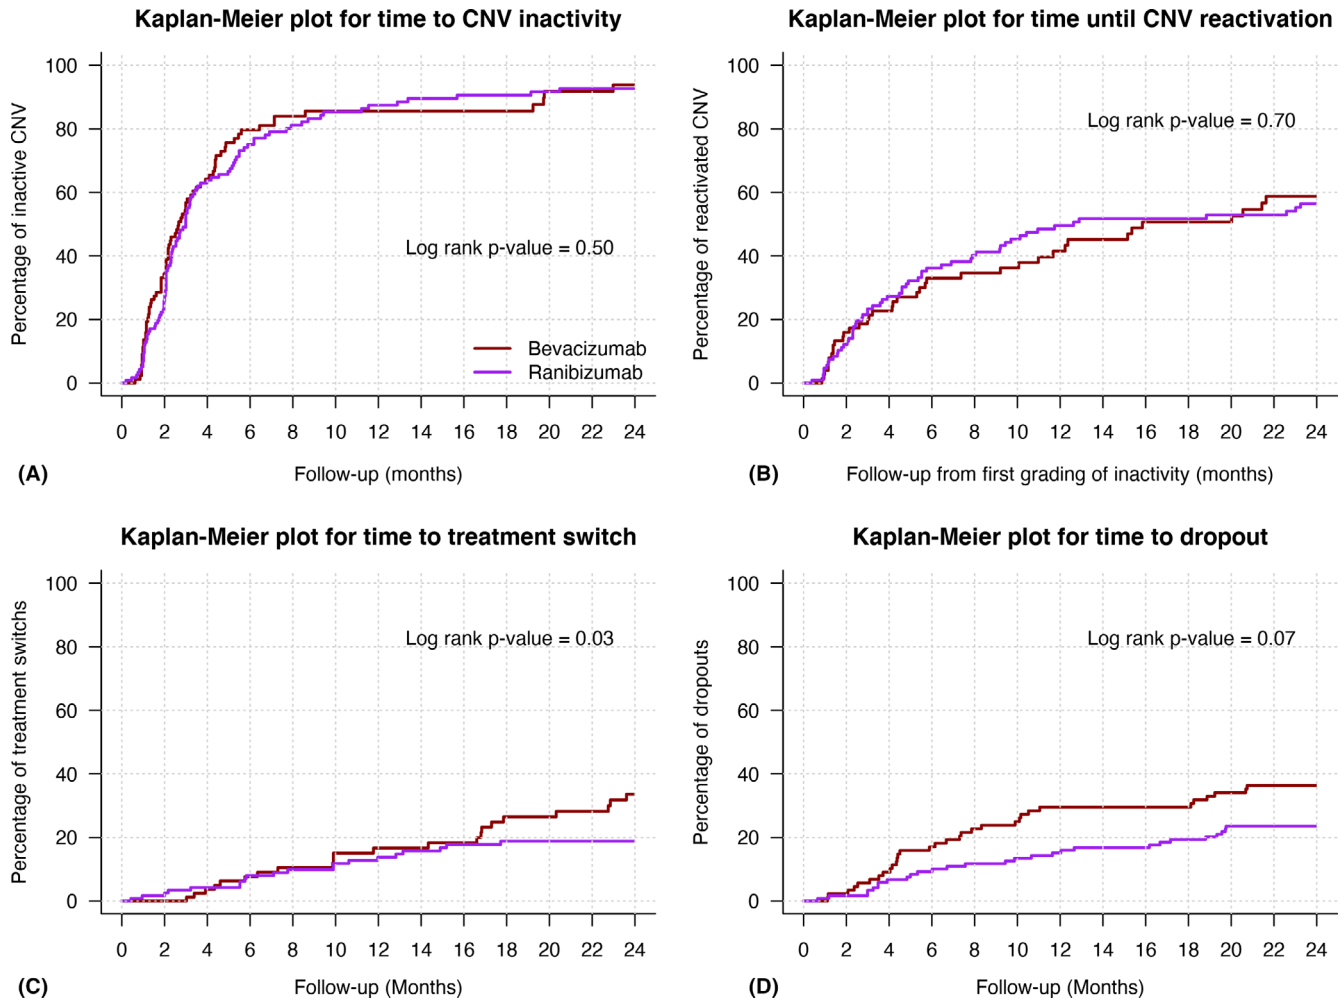 Kaplan-Meier plot for time to CNV inactivity
Percentage of inactive CNV
100
80
60
40
20
0
Log rank p-value = 0.50
Bevacizumab
Ranibizumab
0 2 4 6 8 10 12 14 16 18 20 22 24
(A)
Follow-up (months)
Kaplan-Meier plot for time until CNV reactivation
Percentage of reactivated CNV
100
80
60
40
20
0
Log rank p-value = 0.70
0 2 4 6 8 10 12 14 16 18 20 22 24
(B)
Follow-up from first grading of inactivity (months)
Kaplan-Meier plot for time to treatment switch
Percentage of treatment switchs
100
80
60
40
20
0
Log rank p-value = 0.03
0 2 4 6 8 10 12 14 16 18 20 22 24
(C)
Follow-up (Months)
Kaplan-Meier plot for time to dropout
Percentage of dropouts
100
80
60
40
20
0
Log rank p-value = 0.07
0 2 4 6 8 10 12 14 16 18 20 22 24
(D)
Follow-up (Months)